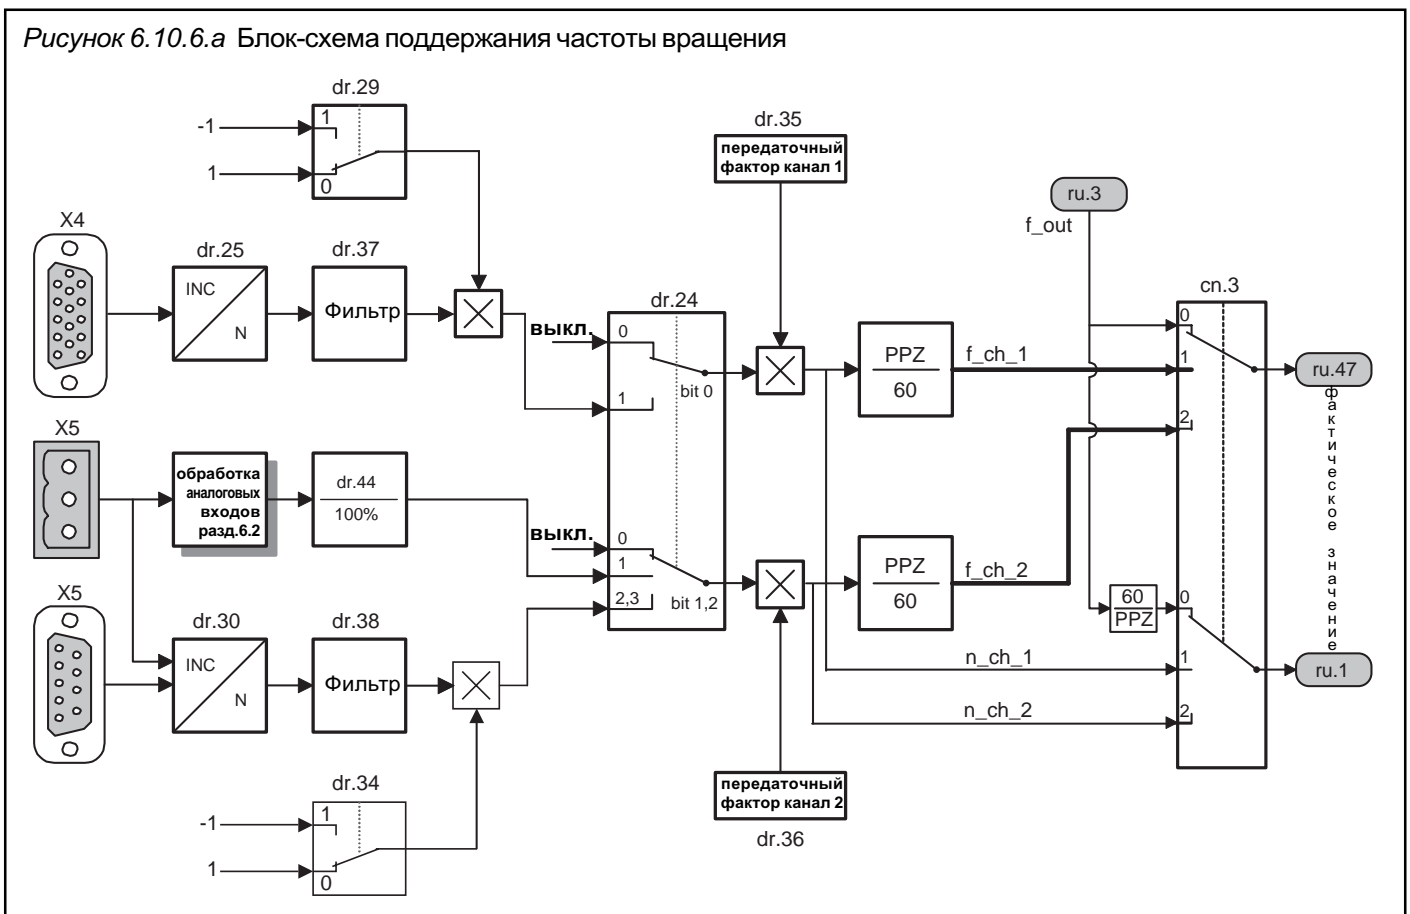 Рисунок 6.10.6.a Блок-схема поддержания частоты вращения
dr.29
-1
1
1
0
dr.35
передаточный
фактор канал 1
ru.3
f_out
X4
dr.25
INC
N
dr.37
Фильтр
dr.24
выкл.
0
bit 0
1
PPZ
60
f_ch_1
cn.3
0
1
2
ru.47
фактическое значение
X5
обработка
аналоговых
входов
разд.6.2
dr.44
100%
выкл.
0
1
2,3
bit 1,2
PPZ
60
f_ch_2
60
PPZ
0
1
2
ru.1
X5
dr.30
INC
N
dr.38
Фильтр
n_ch_1
n_ch_2
dr.34
-1
1
1
0
передаточный
фактор канал 2
dr.36